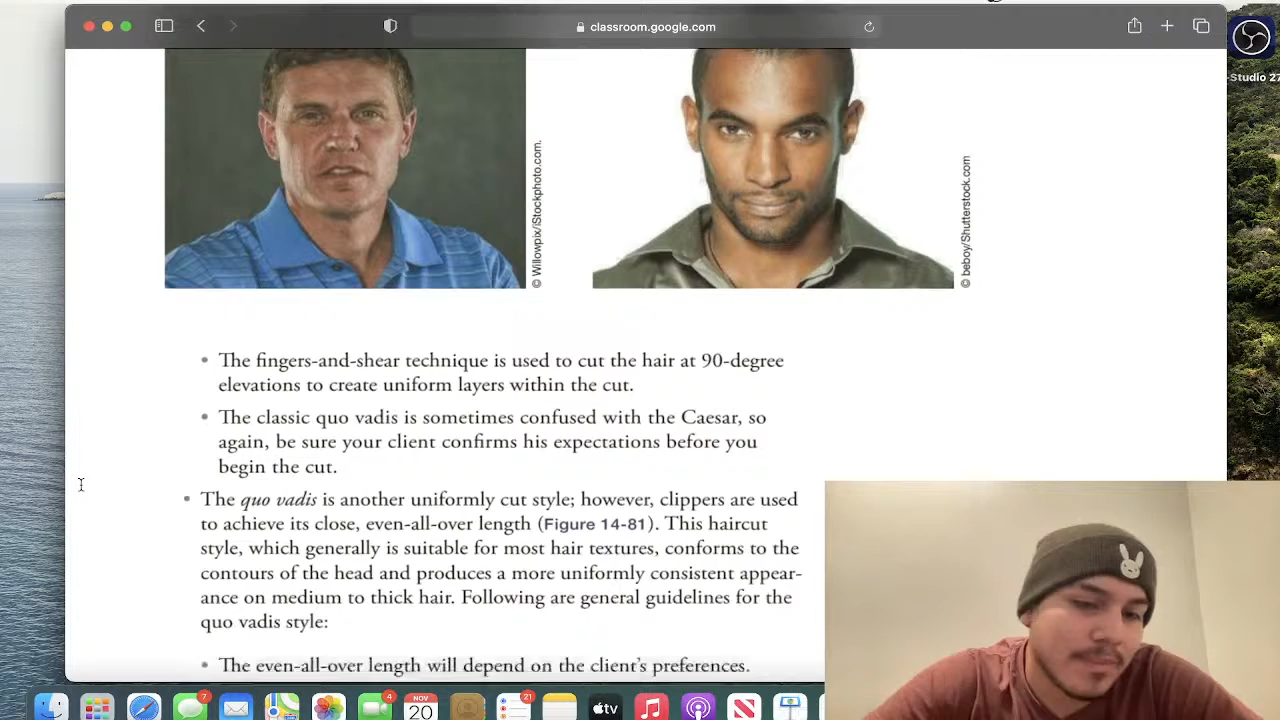 classroom.google.com
Studio 27
© Willowpix/iStockphoto.com.
© beboy/Shutterstock.com
The fingers-and-shear technique is used to cut the hair at 90-degree
elevations to create uniform layers within the cut.
The classic quo vadis is sometimes confused with the Caesar, so
again, be sure your client confirms his expectations before you
begin the cut.
The quo vadis is another uniformly cut style; however, clippers are used
to achieve its close, even-all-over length (Figure 14-81). This haircut
style, which generally is suitable for most hair textures, conforms to the
contours of the head and produces a more uniformly consistent appear-
ance on medium to thick hair. Following are general guidelines for the
quo vadis style:
The even-all-over length will depend on the client's preferences.
7
4
NOV
20
21
tv